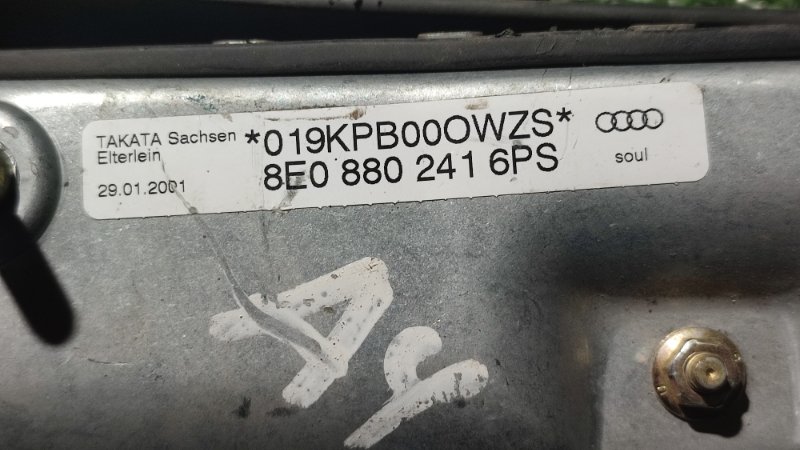 TAKATA Sachsen
Elterlein
29.01.2001
*019KPB00OWZS*
8E0 880 241 6PS
soul